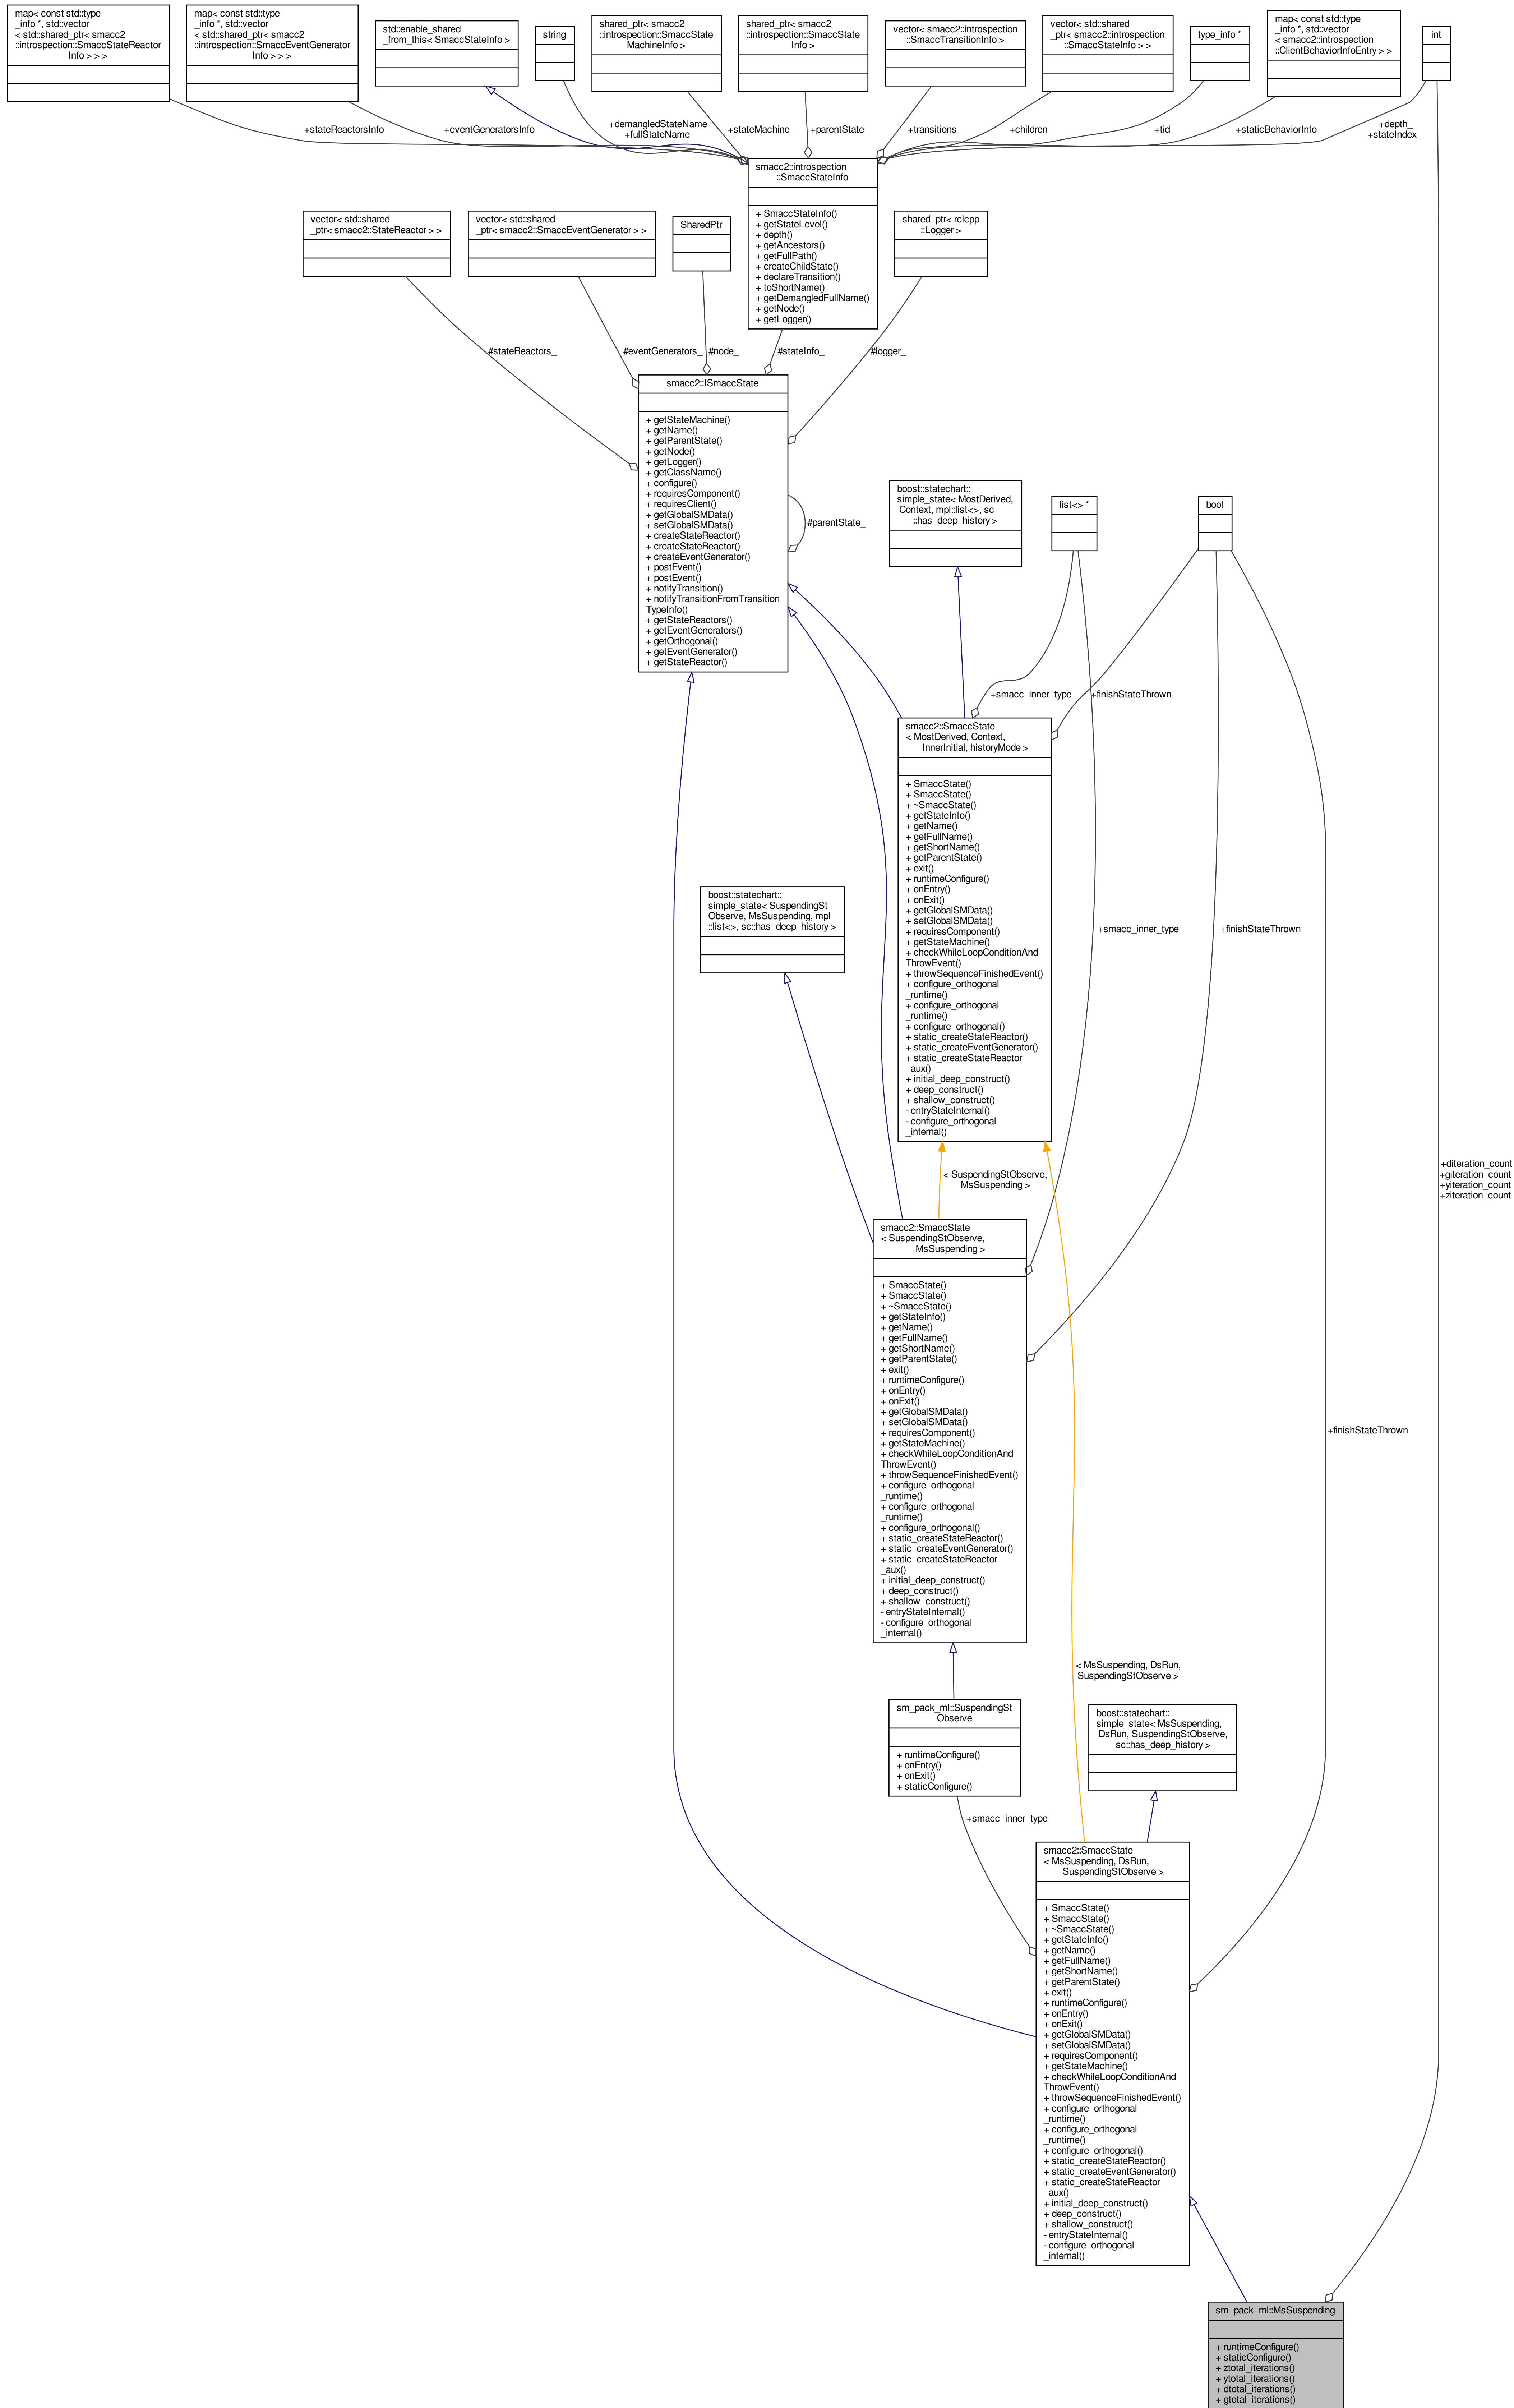 map< const std::type
_info *, std::vector
< std::shared_ptr< smacc2
::introspection::SmaccStateReactor
Info > > >
map< const std::type
_info *, std::vector
< std::shared_ptr< smacc2
::introspection::SmaccEventGenerator
Info > > >
std::enable_shared
_from_this< SmaccStateInfo >
string
shared_ptr< smacc2
::introspection::SmaccState
MachineInfo >
shared_ptr< smacc2
::introspection::SmaccState
Info >
vector< smacc2::introspection
::SmaccTransitionInfo >
vector< std::shared
_ptr< smacc2::introspection
::SmaccStateInfo > >
type_info *
map< const std::type
_info *, std::vector
< smacc2::introspection
::ClientBehaviorInfoEntry > >
int
+stateReactorsInfo
+eventGeneratorsInfo
+demangledStateName
+fullStateName
+stateMachine_
+parentState_
+transitions_
+children_
+tid_
+staticBehaviorInfo
+depth_
+stateIndex_
smacc2::introspection
::SmaccStateInfo
+ SmaccStateInfo()
+ getStateLevel()
+ depth()
+ getAncestors()
+ getFullPath()
+ createChildState()
+ declareTransition()
+ toShortName()
+ getDemangledFullName()
+ getNode()
+ getLogger()
vector< std::shared
_ptr< smacc2::StateReactor > >
vector< std::shared
_ptr< smacc2::SmaccEventGenerator > >
SharedPtr
shared_ptr< rclcpp
::Logger >
#stateReactors_
#eventGenerators_
#node_
#stateInfo_
#logger_
smacc2::ISmaccState
+ getStateMachine()
+ getName()
+ getParentState()
+ getNode()
+ getLogger()
+ getClassName()
+ configure()
+ requiresComponent()
+ requiresClient()
+ getGlobalSMData()
+ setGlobalSMData()
+ createStateReactor()
+ createStateReactor()
+ createEventGenerator()
+ postEvent()
+ postEvent()
+ notifyTransition()
+ notifyTransitionFromTransition
TypeInfo()
+ getStateReactors()
+ getEventGenerators()
+ getOrthogonal()
+ getEventGenerator()
+ getStateReactor()
#parentState_
boost::statechart::
simple_state< MostDerived,
Context, mpl::list<>, sc
::has_deep_history >
list<> *
bool
+smacc_inner_type
+finishStateThrown
smacc2::SmaccState
< MostDerived, Context,
InnerInitial, historyMode >
+ SmaccState()
+ SmaccState()
+ ~SmaccState()
+ getStateInfo()
+ getName()
+ getFullName()
+ getShortName()
+ getParentState()
+ exit()
+ runtimeConfigure()
+ onEntry()
+ onExit()
+ getGlobalSMData()
+ setGlobalSMData()
+ requiresComponent()
+ getStateMachine()
+ checkWhileLoopConditionAnd
ThrowEvent()
+ throwSequenceFinishedEvent()
+ configure_orthogonal
_runtime()
+ configure_orthogonal
_runtime()
+ configure_orthogonal()
+ static_createStateReactor()
+ static_createEventGenerator()
+ static_createStateReactor
_aux()
+ initial_deep_construct()
+ deep_construct()
+ shallow_construct()
- entryStateInternal()
- configure_orthogonal
_internal()
boost::statechart::
simple_state< SuspendingSt
Observe, MsSuspending, mpl
::list<>, sc::has_deep_history >
+smacc_inner_type
+finishStateThrown
< SuspendingStObserve,
MsSuspending >
+diteration_count
+giteration_count
+yiteration_count
+ziteration_count
smacc2::SmaccState
< SuspendingStObserve,
MsSuspending >
+ SmaccState()
+ SmaccState()
+ ~SmaccState()
+ getStateInfo()
+ getName()
+ getFullName()
+ getShortName()
+ getParentState()
+ exit()
+ runtimeConfigure()
+ onEntry()
+ onExit()
+ getGlobalSMData()
+ setGlobalSMData()
+ requiresComponent()
+ getStateMachine()
+ checkWhileLoopConditionAnd
ThrowEvent()
+ throwSequenceFinishedEvent()
+ configure_orthogonal
_runtime()
+ configure_orthogonal
_runtime()
+ configure_orthogonal()
+ static_createStateReactor()
+ static_createEventGenerator()
+ static_createStateReactor
_aux()
+ initial_deep_construct()
+ deep_construct()
+ shallow_construct()
- entryStateInternal()
- configure_orthogonal
_internal()
+finishStateThrown
< MsSuspending, DsRun,
SuspendingStObserve >
sm_pack_ml::SuspendingSt
Observe
+ runtimeConfigure()
+ onEntry()
+ onExit()
+ staticConfigure()
boost::statechart::
simple_state< MsSuspending,
DsRun, SuspendingStObserve,
sc::has_deep_history >
+smacc_inner_type
smacc2::SmaccState
< MsSuspending, DsRun,
SuspendingStObserve >
+ SmaccState()
+ SmaccState()
+ ~SmaccState()
+ getStateInfo()
+ getName()
+ getFullName()
+ getShortName()
+ getParentState()
+ exit()
+ runtimeConfigure()
+ onEntry()
+ onExit()
+ getGlobalSMData()
+ setGlobalSMData()
+ requiresComponent()
+ getStateMachine()
+ checkWhileLoopConditionAnd
ThrowEvent()
+ throwSequenceFinishedEvent()
+ configure_orthogonal
_runtime()
+ configure_orthogonal
_runtime()
+ configure_orthogonal()
+ static_createStateReactor()
+ static_createEventGenerator()
+ static_createStateReactor
_aux()
+ initial_deep_construct()
+ deep_construct()
+ shallow_construct()
- entryStateInternal()
- configure_orthogonal
_internal()
sm_pack_ml::MsSuspending
+ runtimeConfigure()
+ staticConfigure()
+ ztotal_iterations()
+ ytotal_iterations()
+ dtotal_iterations()
+ gtotal_iterations()